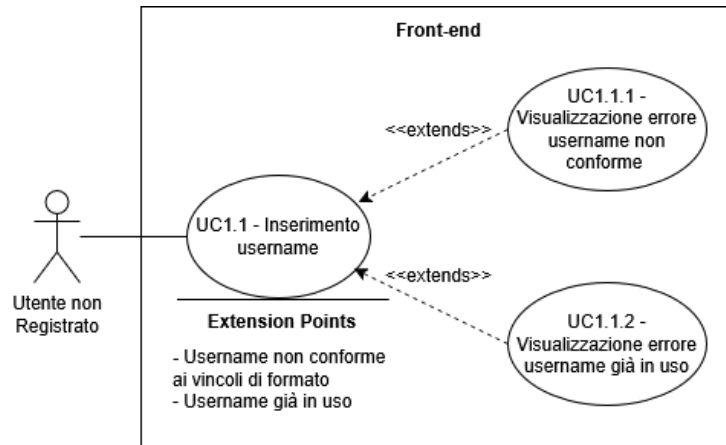 Front-end
UC1.1.1 -
Visualizzazione errore
username non
conforme
<<extends>>
UC1.1 - Inserimento
username
Utente non
Registrato
<<extends>>
Extension Points
- Username non conforme
ai vincoli di formato
- Username già in uso
UC1.1.2 -
Visualizzazione errore
username già in uso